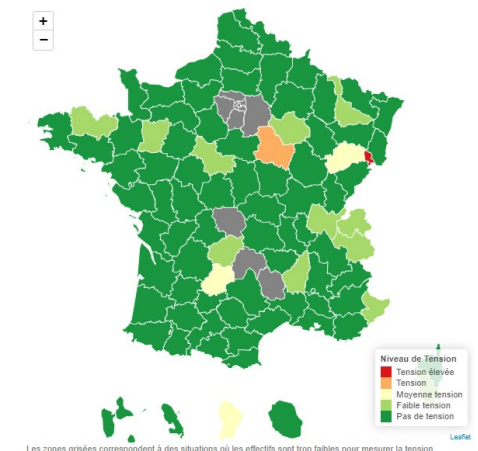 +
−
Niveau de Tension
Tension élevée
Tension
Moyenne tension
Faible tension
Pas de tension
Leaflet
Les zones grisées correspondent à des situations où les effectifs sont trop faibles pour mesurer la tension